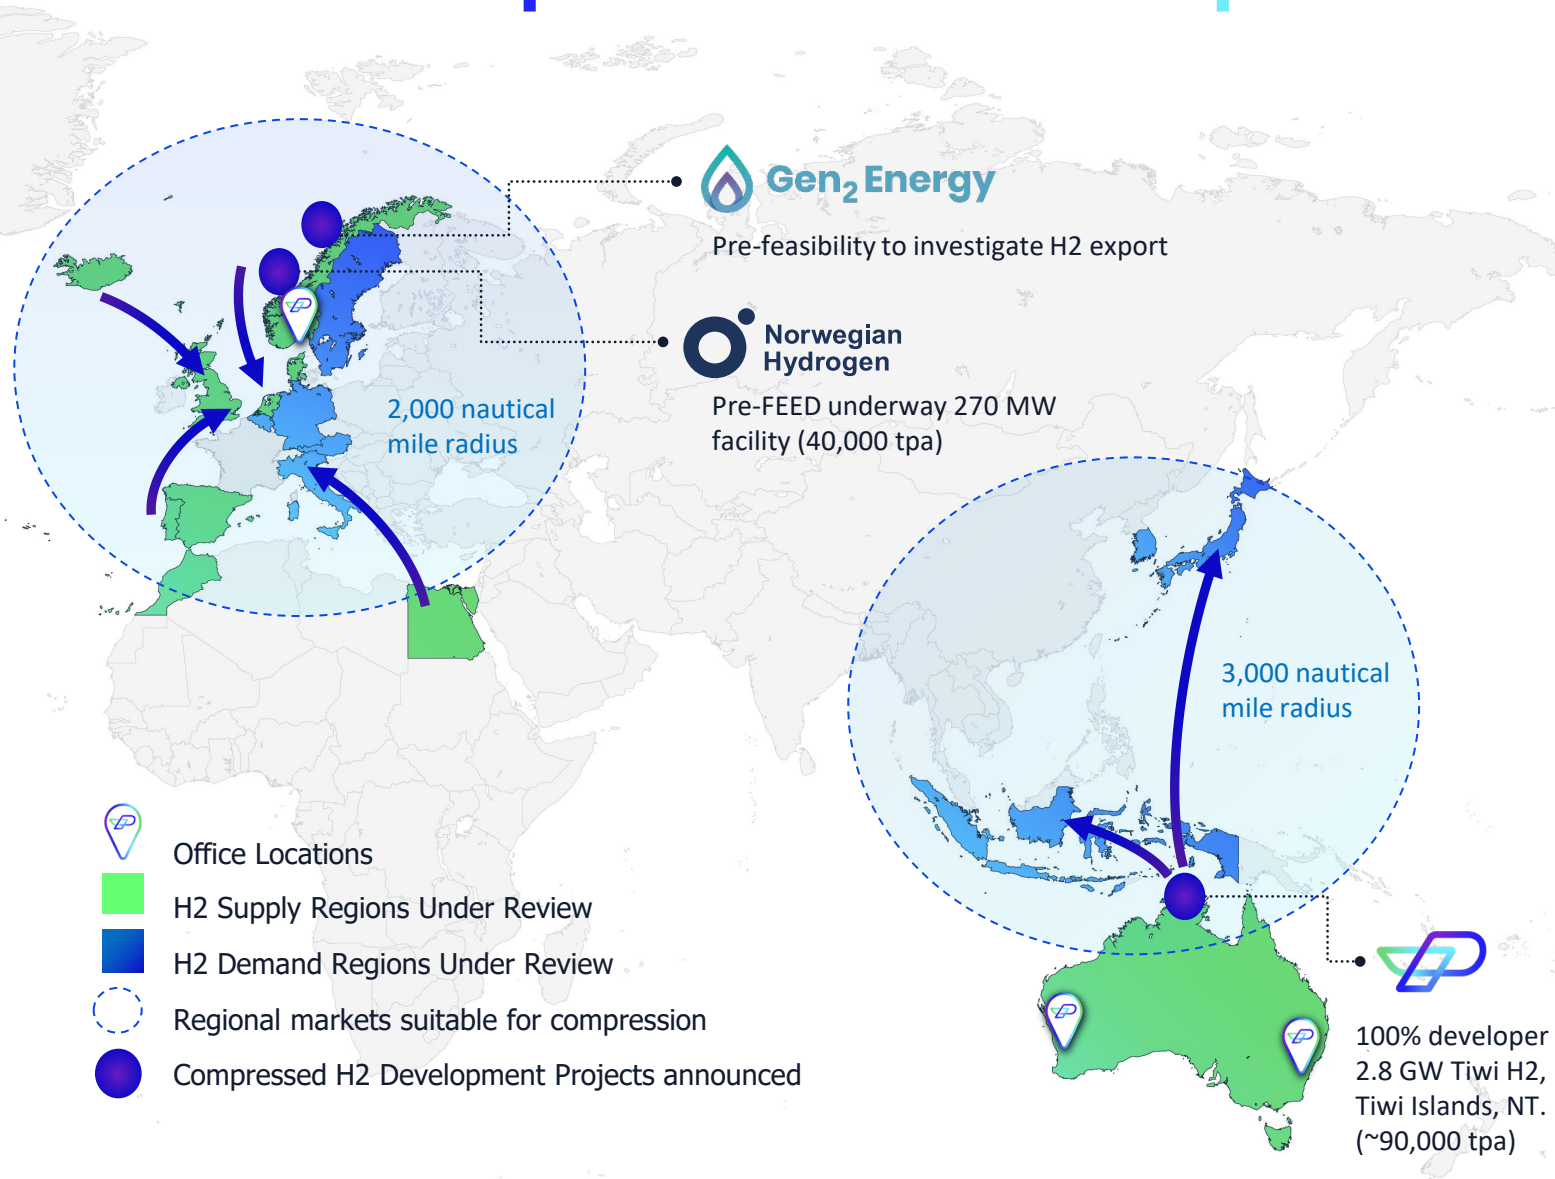 Gen2 Energy
Pre-feasibility to investigate H2 export
Norwegian
Hydrogen
Pre-FEED underway 270 MW
facility (40,000 tpa)
2,000 nautical
mile radius
3,000 nautical
mile radius
Office Locations
H2 Supply Regions Under Review
H2 Demand Regions Under Review
Regional markets suitable for compression
Compressed H2 Development Projects announced
100% developer
2.8 GW Tiwi H2,
Tiwi Islands, NT.
(~90,000 tpa)